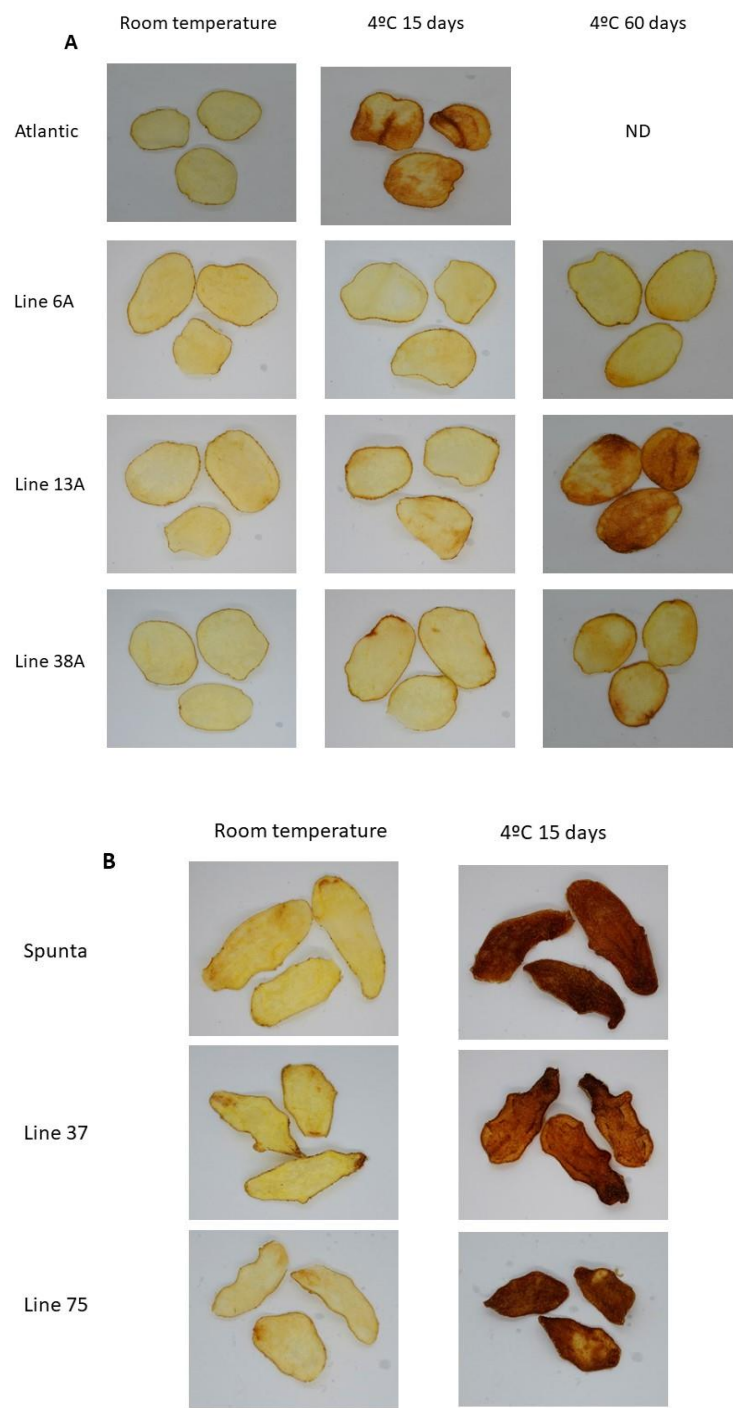 Room temperature 4ºC 15 days 4ºC 60 days
A
Atlantic
ND
Line 6A
Line 13A
Line 38A
Room temperature 4ºC 15 days
B
Spunta
Line 37
Line 75